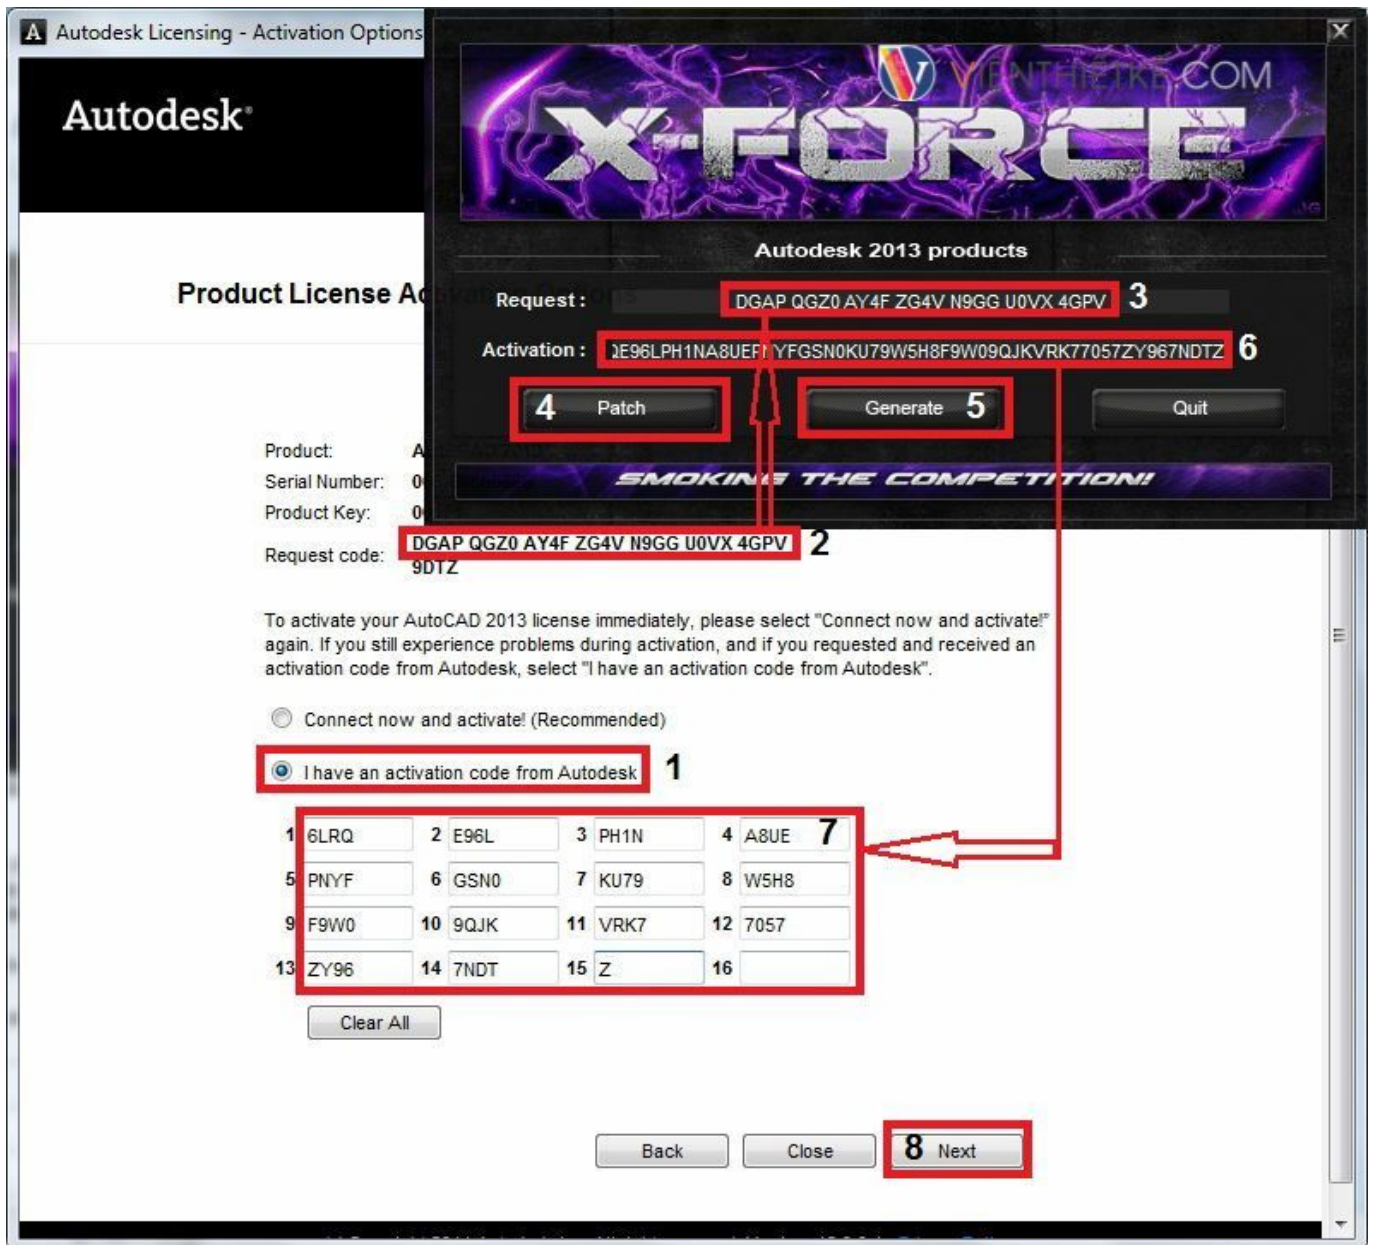 Autodesk Licensing - Activation Options
Autodesk
VIENTHIETKE.COM
X-FORCE
Autodesk 2013 products
Product License Activation Options
Request : DGAP QGZ0 AY4F ZG4V N9GG U0VX 4GPV 3
Activation : QE96LPH1NA8UEPNYFGSN0KU79W5H8F9W09QJKVRK77057ZY967NDTZ 6
4 Patch Generate 5 Quit
SMOKING THE COMPETITION!
Product:
Serial Number:
Product Key:
Request code: DGAP QGZ0 AY4F ZG4V N9GG U0VX 4GPV 2
9DTZ
To activate your AutoCAD 2013 license immediately, please select "Connect now and activate!"
again. If you still experience problems during activation, and if you requested and received an
activation code from Autodesk, select "I have an activation code from Autodesk".
Connect now and activate! (Recommended)
I have an activation code from Autodesk 1
1 6LRQ 2 E96L 3 PH1N 4 A8UE 7
5 PNYF 6 GSN0 7 KU79 8 W5H8
9 F9W0 10 9QJK 11 VRK7 12 7057
13 ZY96 14 7NDT 15 Z 16
Clear All
Back Close 8 Next